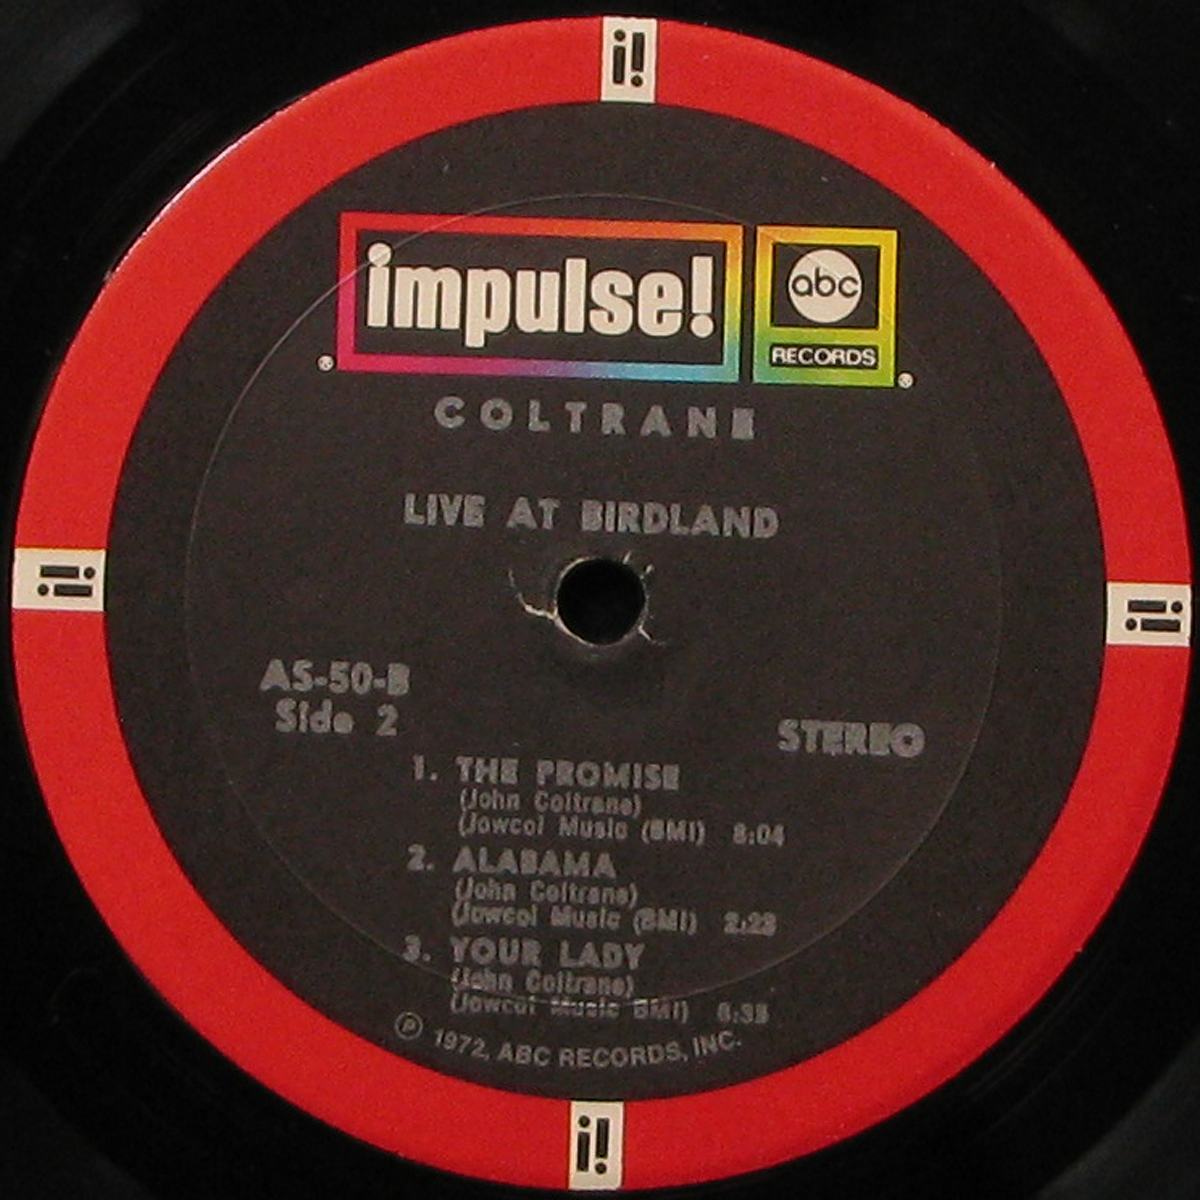 i!
impulse!
abc
RECORDS
®
®
COLTRANE
LIVE AT BIRDLAND
i!
i!
AS-50-B
Side 2
STEREO
1. THE PROMISE
(John Coltrane)
(Jowcol Music (BMI) 8:04
2. ALABAMA
(John Coltrane)
(Jowcol Music (BMI) 2:23
3. YOUR LADY
(John Coltrane)
(Jowcol Music BMI) 6:35
℗ 1972, ABC RECORDS, INC.
i!